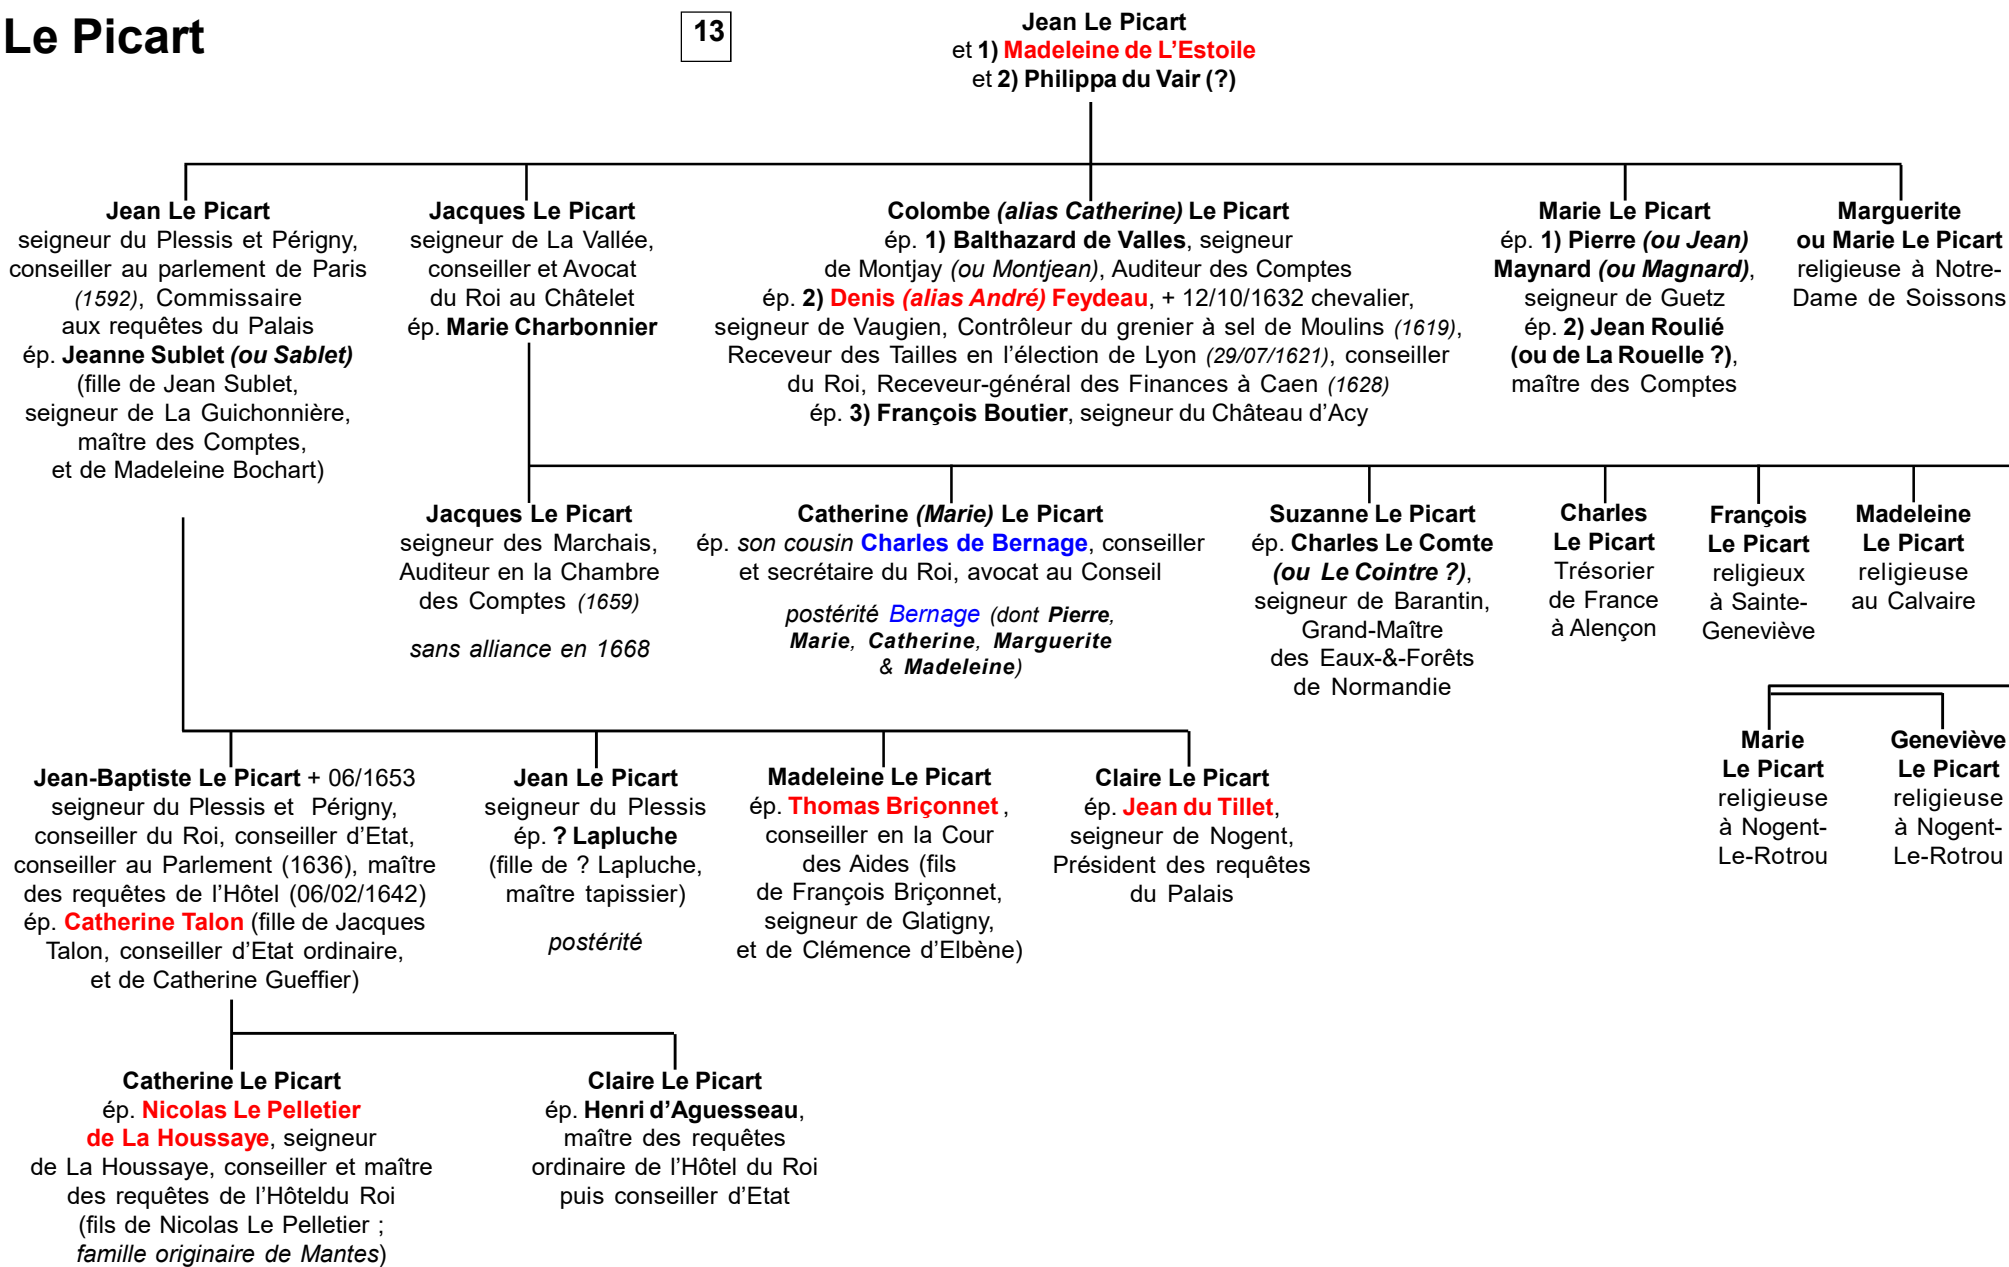 Le Picart
13
Jean Le Picart
et 1) Madeleine de L'Estoile
et 2) Philippa du Vair (?)
Jean Le Picart
seigneur du Plessis et Périgny,
conseiller au parlement de Paris
(1592), Commissaire
aux requêtes du Palais
ép. Jeanne Sublet (ou Sablet)
(fille de Jean Sublet,
seigneur de La Guichonnière,
maître des Comptes,
et de Madeleine Bochart)
Jacques Le Picart
seigneur de La Vallée,
conseiller et Avocat
du Roi au Châtelet
ép. Marie Charbonnier
Colombe (alias Catherine) Le Picart
ép. 1) Balthazard de Valles, seigneur
de Montjay (ou Montjean), Auditeur des Comptes
ép. 2) Denis (alias André) Feydeau, + 12/10/1632 chevalier,
seigneur de Vaugien, Contrôleur du grenier à sel de Moulins (1619),
Receveur des Tailles en l'élection de Lyon (29/07/1621), conseiller
du Roi, Receveur-général des Finances à Caen (1628)
ép. 3) François Boutier, seigneur du Château d'Acy
Marie Le Picart
ép. 1) Pierre (ou Jean)
Maynard (ou Magnard),
seigneur de Guetz
ép. 2) Jean Roulié
(ou de La Rouelle ?),
maître des Comptes
Marguerite
ou Marie Le Picart
religieuse à Notre-
Dame de Soissons
Jacques Le Picart
seigneur des Marchais,
Auditeur en la Chambre
des Comptes (1659)
sans alliance en 1668
Catherine (Marie) Le Picart
ép. son cousin Charles de Bernage, conseiller
et secrétaire du Roi, avocat au Conseil
postérité Bernage (dont Pierre,
Marie, Catherine, Marguerite
& Madeleine)
Suzanne Le Picart
ép. Charles Le Comte
(ou Le Cointre ?),
seigneur de Barantin,
Grand-Maître
des Eaux-&-Forêts
de Normandie
Charles
Le Picart
Trésorier
de France
à Alençon
François
Le Picart
religieux
à Sainte-
Geneviève
Madeleine
Le Picart
religieuse
au Calvaire
Marie
Le Picart
religieuse
à Nogent-
Le-Rotrou
Geneviève
Le Picart
religieuse
à Nogent-
Le-Rotrou
Jean-Baptiste Le Picart + 06/1653
seigneur du Plessis et Périgny,
conseiller du Roi, conseiller d'Etat,
conseiller au Parlement (1636), maître
des requêtes de l'Hôtel (06/02/1642)
ép. Catherine Talon (fille de Jacques
Talon, conseiller d'Etat ordinaire,
et de Catherine Gueffier)
Jean Le Picart
seigneur du Plessis
ép. ? Lapluche
(fille de ? Lapluche,
maître tapissier)
postérité
Madeleine Le Picart
ép. Thomas Briçonnet ,
conseiller en la Cour
des Aides (fils
de François Briçonnet,
seigneur de Glatigny,
et de Clémence d'Elbène)
Claire Le Picart
ép. Jean du Tillet,
seigneur de Nogent,
Président des requêtes
du Palais
Catherine Le Picart
ép. Nicolas Le Pelletier
de La Houssaye, seigneur
de La Houssaye, conseiller et maître
des requêtes de l'Hôteldu Roi
(fils de Nicolas Le Pelletier ;
famille originaire de Mantes)
Claire Le Picart
ép. Henri d'Aguesseau,
maître des requêtes
ordinaire de l'Hôtel du Roi
puis conseiller d'Etat